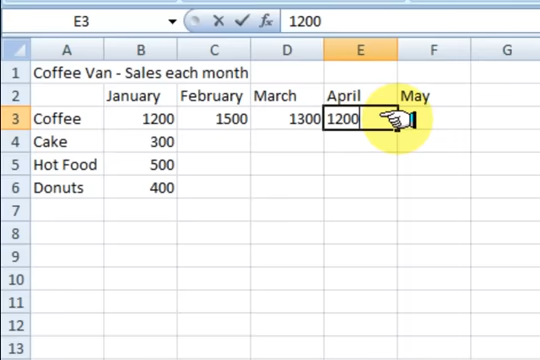 E3 fx 1200
A B C D E F G
1 Coffee Van - Sales each month
2 January February March April May
3 Coffee 1200 1500 1300 1200
4 Cake 300
5 Hot Food 500
6 Donuts 400
7
8
9
10
11
12
13